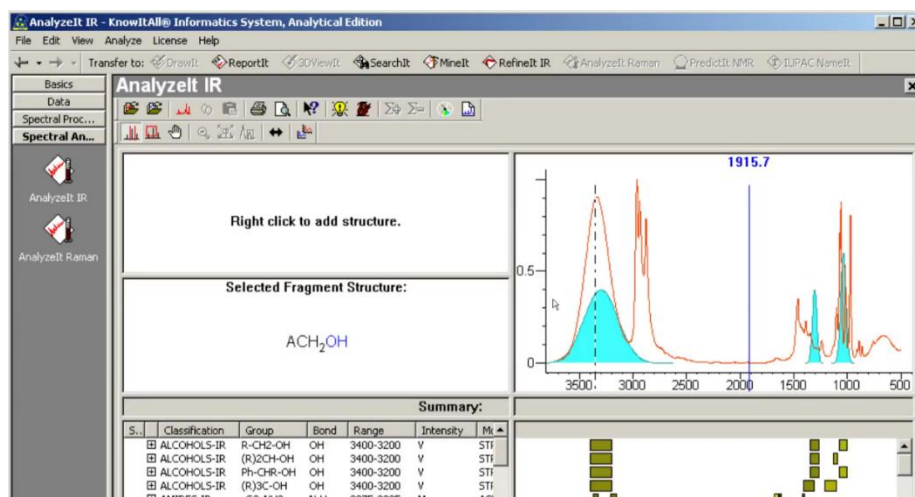 AnalyzeIt IR - KnowItAll® Informatics System, Analytical Edition
File Edit View Analyze License Help
Transfer to: DrawIt ReportIt 3DViewIt SearchIt MineIt RefineIt IR AnalyzeIt Raman PredictIt NMR IUPAC NameIt
Basics
Data
Spectral Proc...
Spectral An...
AnalyzeIt IR
AnalyzeIt Raman
AnalyzeIt IR
Right click to add structure.
Selected Fragment Structure:
ACH₂OH
1915.7
0.5
0
3500 3000 2500 2000 1500 1000 500
Summary:
S.. Classification Group Bond Range Intensity
ALCOHOLS-IR R-CH2-OH OH 3400-3200 V STF
ALCOHOLS-IR (R)2CH-OH OH 3400-3200 V STF
ALCOHOLS-IR Ph-CHR-OH OH 3400-3200 V STF
ALCOHOLS-IR (R)3C-OH OH 3400-3200 V STF